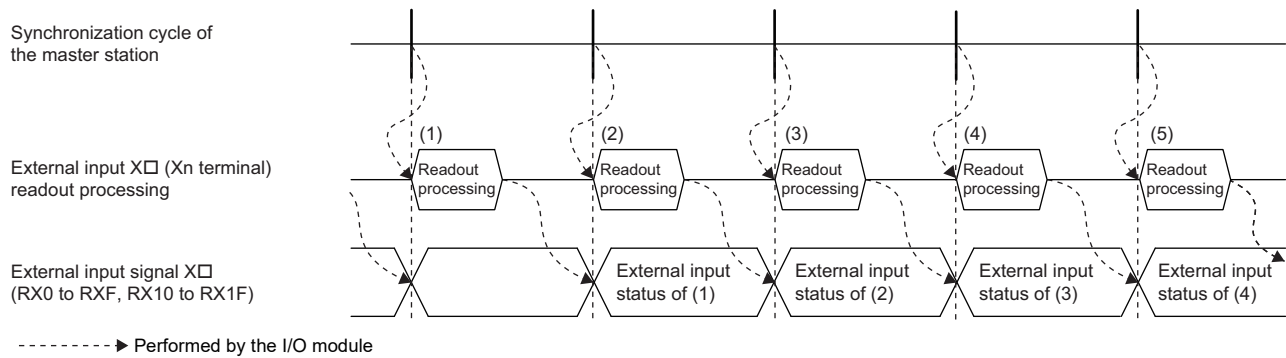 Synchronization cycle of
the master station
(1)
(2)
(3)
(4)
(5)
External input X□ (Xn terminal)
readout processing
Readout
processing
Readout
processing
Readout
processing
Readout
processing
Readout
processing
External input signal X□
(RX0 to RXF, RX10 to RX1F)
External input
status of (1)
External input
status of (2)
External input
status of (3)
External input
status of (4)
Performed by the I/O module